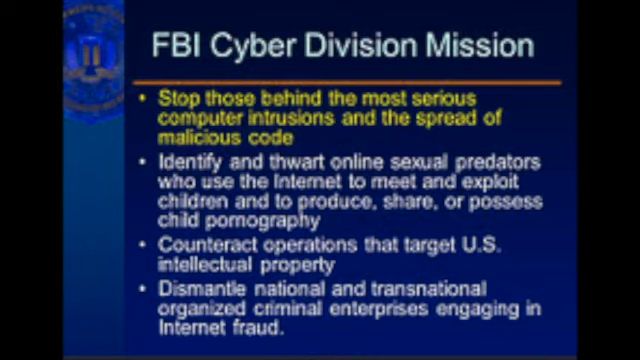 FBI Cyber Division Mission
• Stop those behind the most serious
computer intrusions and the spread of
malicious code
• Identify and thwart online sexual predators
who use the Internet to meet and exploit
children and to produce, share, or possess
child pornography
• Counteract operations that target U.S.
intellectual property
• Dismantle national and transnational
organized criminal enterprises engaging in
Internet fraud.